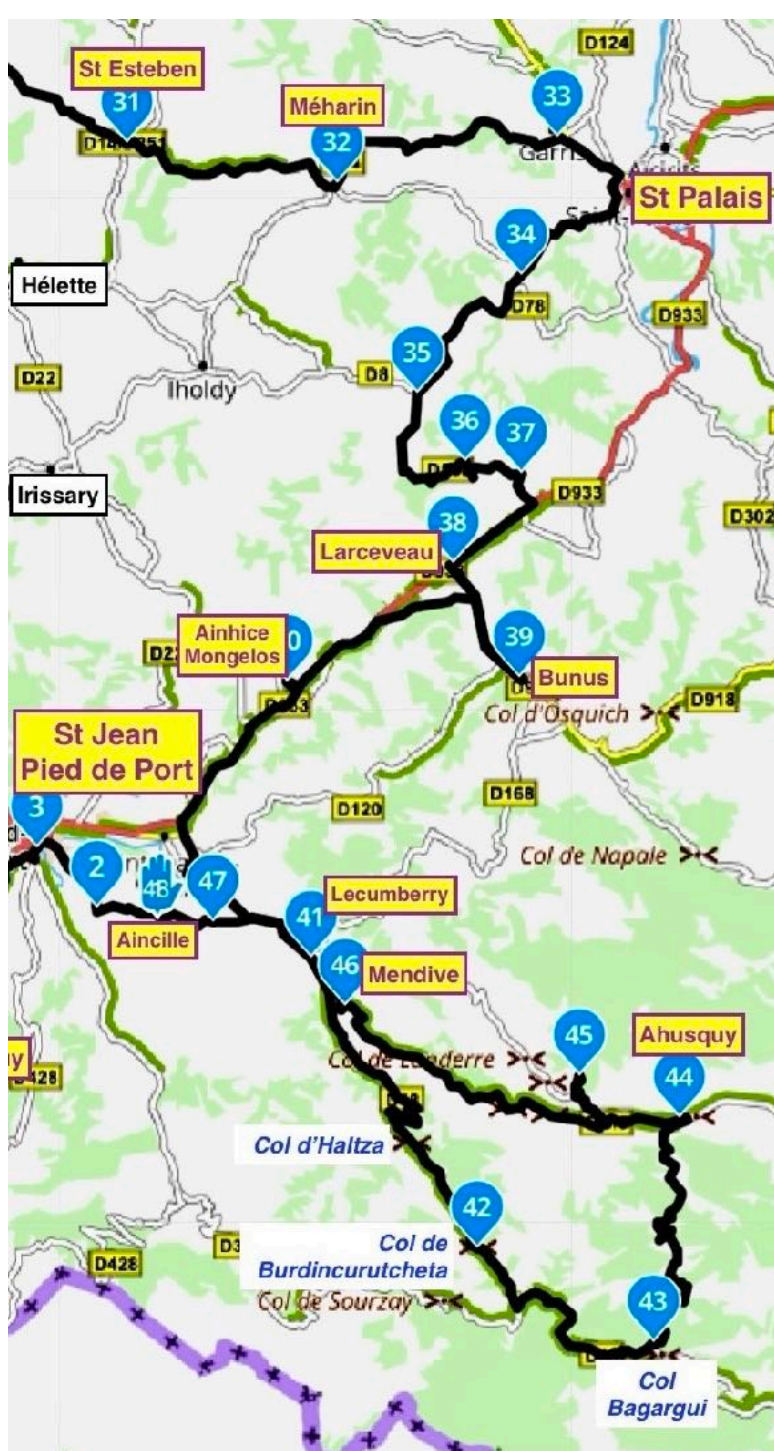 D124
St Esteben
31
33
Méharin
32
Garris
St Palais
34
Hélette
D78
D933
35
D8
D22
Iholdy
36
37
Irissary
D933
D302
38
Larceveau
Ainhice
Mongelos
39
Bunus
D918
Col d'Osquich
St Jean
Pied de Port
3
D120
D168
Col de Napale
2
48
47
Lecumberry
41
Aincille
46
Mendive
45
Ahusquy
44
D428
Col d'Haltza
42
Col de
Burdincurutcheta
D428
Col de Sourzay
43
Col
Bagargui